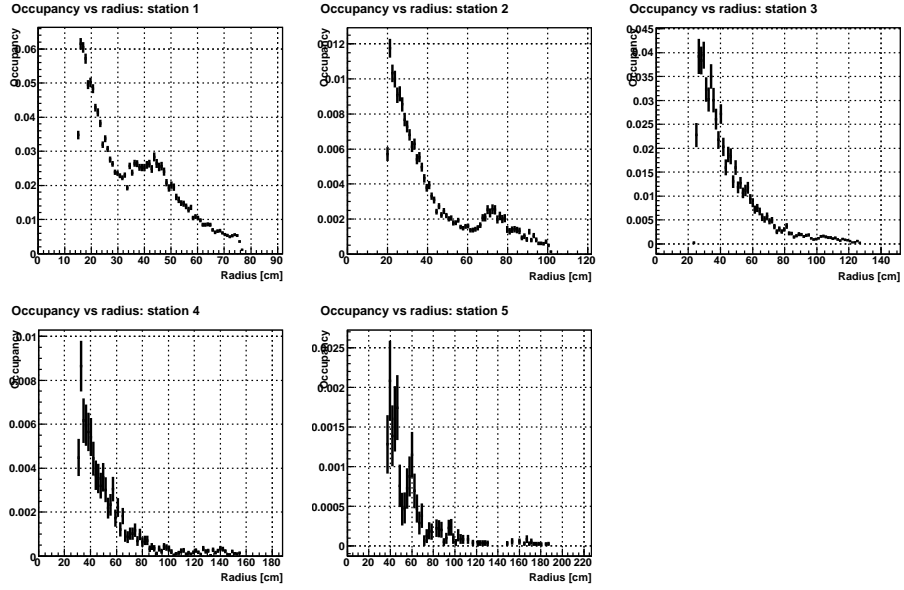 Occupancy vs radius: station 1
Occupancy
0.06
0.05
0.04
0.03
0.02
0.01
0
0 10 20 30 40 50 60 70 80 90
Radius [cm]
Occupancy vs radius: station 2
Occupancy
0.012
0.01
0.008
0.006
0.004
0.002
0
0 20 40 60 80 100 120
Radius [cm]
Occupancy vs radius: station 3
Occupancy
0.045
0.04
0.035
0.03
0.025
0.02
0.015
0.01
0.005
0
0 20 40 60 80 100 120 140
Radius [cm]
Occupancy vs radius: station 4
Occupancy
0.01
0.008
0.006
0.004
0.002
0
0 20 40 60 80 100 120 140 160 180
Radius [cm]
Occupancy vs radius: station 5
Occupancy
0.0025
0.002
0.0015
0.001
0.0005
0
0 20 40 60 80 100 120 140 160 180 200 220
Radius [cm]